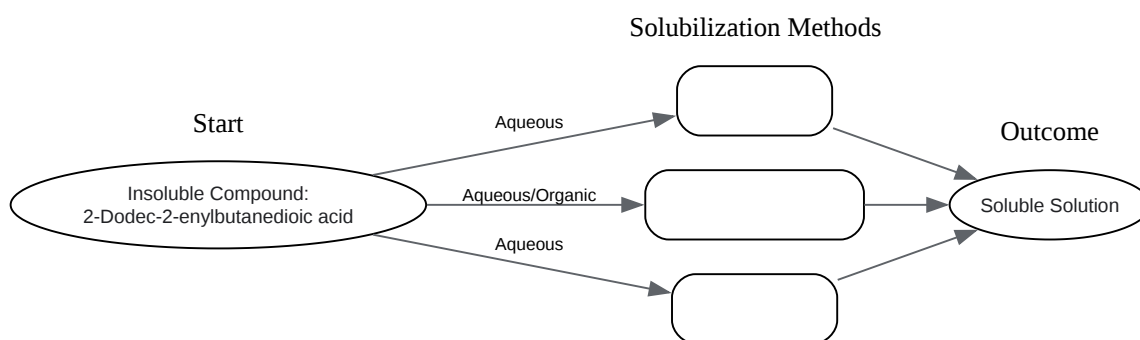 Solubilization Methods
Start
Aqueous
Outcome
Insoluble Compound:
2-Dodec-2-enylbutanedioic acid
Aqueous/Organic
Soluble Solution
Aqueous